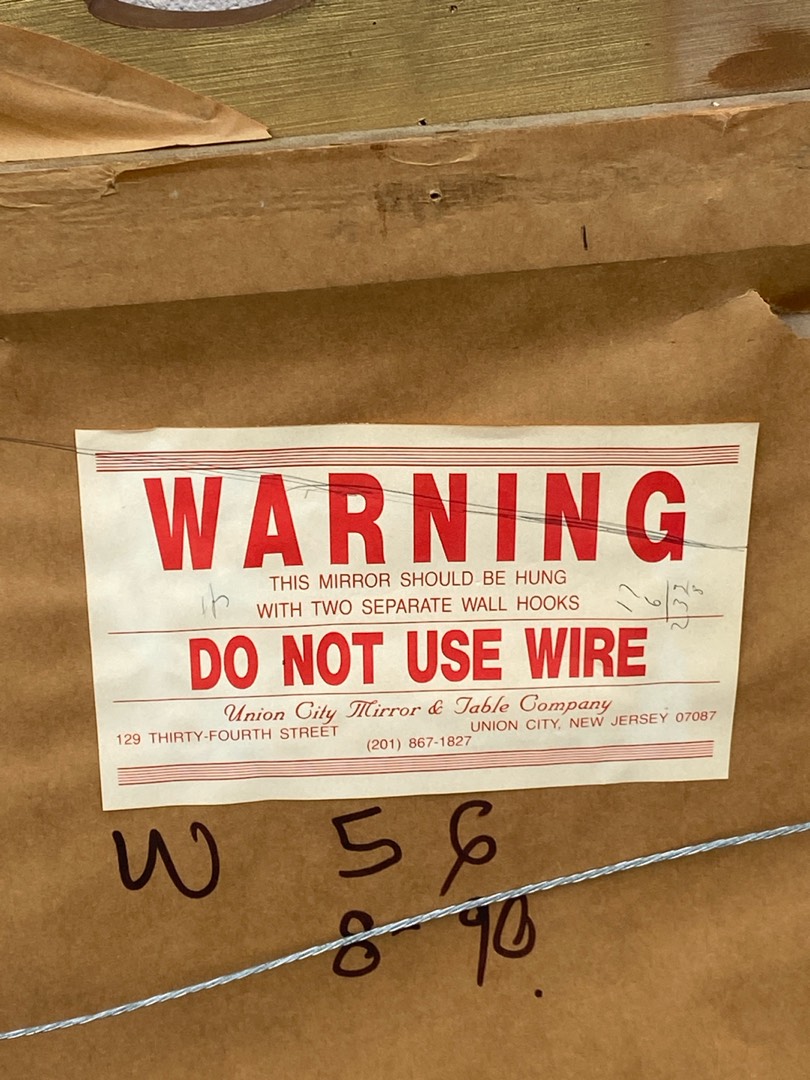 WARNING
THIS MIRROR SHOULD BE HUNG
WITH TWO SEPARATE WALL HOOKS
DO NOT USE WIRE
Union City Mirror & Table Company
129 THIRTY-FOURTH STREET UNION CITY, NEW JERSEY 07087
(201) 867-1827
W 56
8-90.